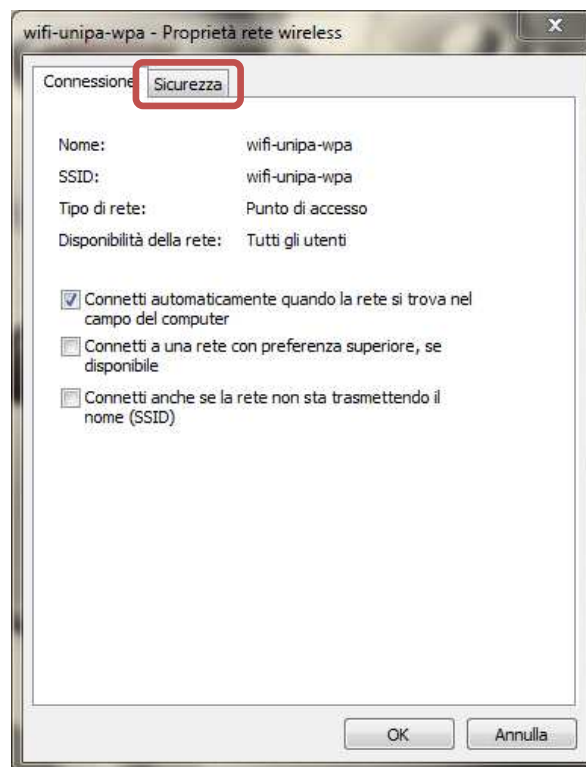 wifi-unipa-wpa - Proprietà rete wireless
Connessione Sicurezza
Nome: wifi-unipa-wpa
SSID: wifi-unipa-wpa
Tipo di rete: Punto di accesso
Disponibilità della rete: Tutti gli utenti
Connetti automaticamente quando la rete si trova nel
campo del computer
Connetti a una rete con preferenza superiore, se
disponibile
Connetti anche se la rete non sta trasmettendo il
nome (SSID)
OK Annulla